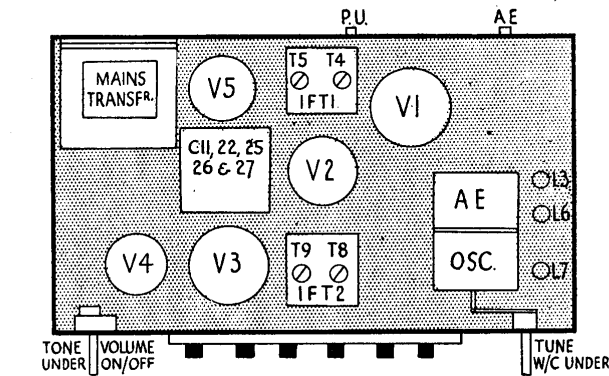 P.U.
AE
MAINS
TRANSFR.
V5
T5 T4
IFT1
V1
C11, 22, 25
26 & 27
V2
AE
L3
L6
OSC.
L7
V4
V3
T9 T8
IFT2
TONE
UNDER
VOLUME
ON/OFF
TUNE
W/C UNDER